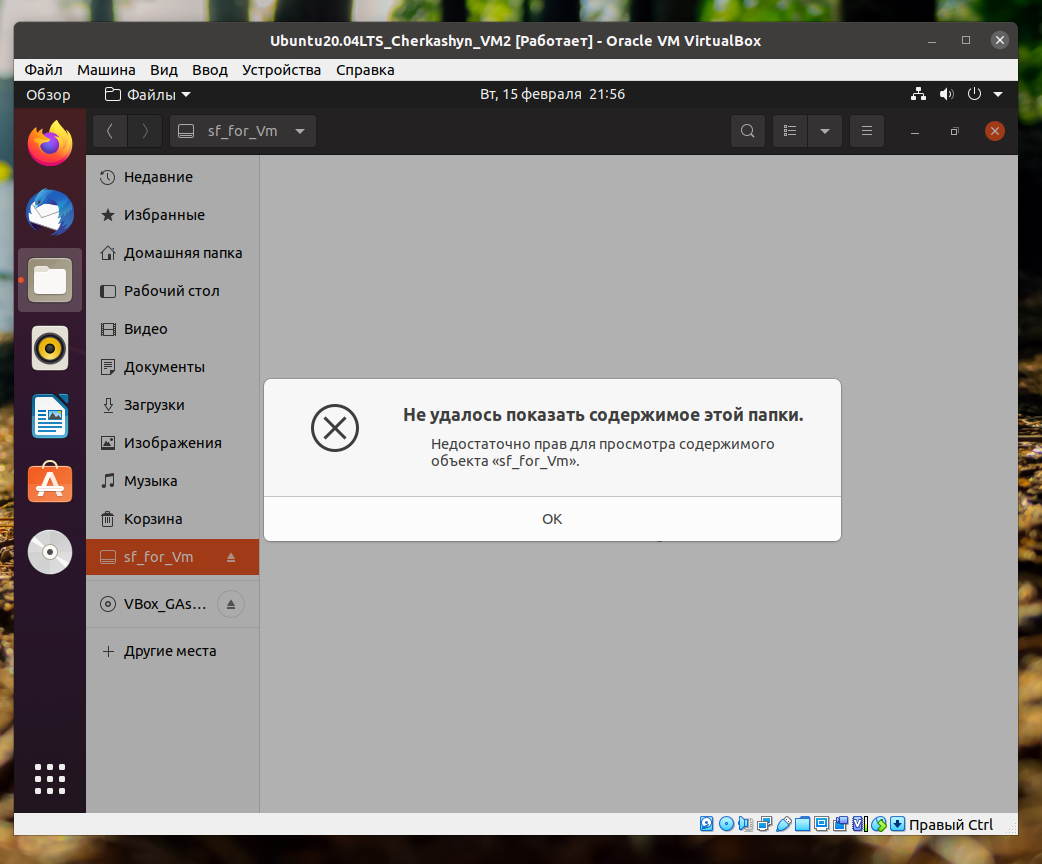 Ubuntu20.04LTS_Cherkashyn_VM2 [Работает] - Oracle VM VirtualBox
Файл Машина Вид Ввод Устройства Справка
Обзор Файлы Вт, 15 февраля 21:56
sf_for_Vm
Недавние
Избранные
Домашняя папка
Рабочий стол
Видео
Документы
Загрузки
Изображения
Музыка
Корзина
sf_for_Vm
VBox_GAs...
Другие места
Не удалось показать содержимое этой папки.
Недостаточно прав для просмотра содержимого
объекта «sf_for_Vm».
OK
Правый Ctrl